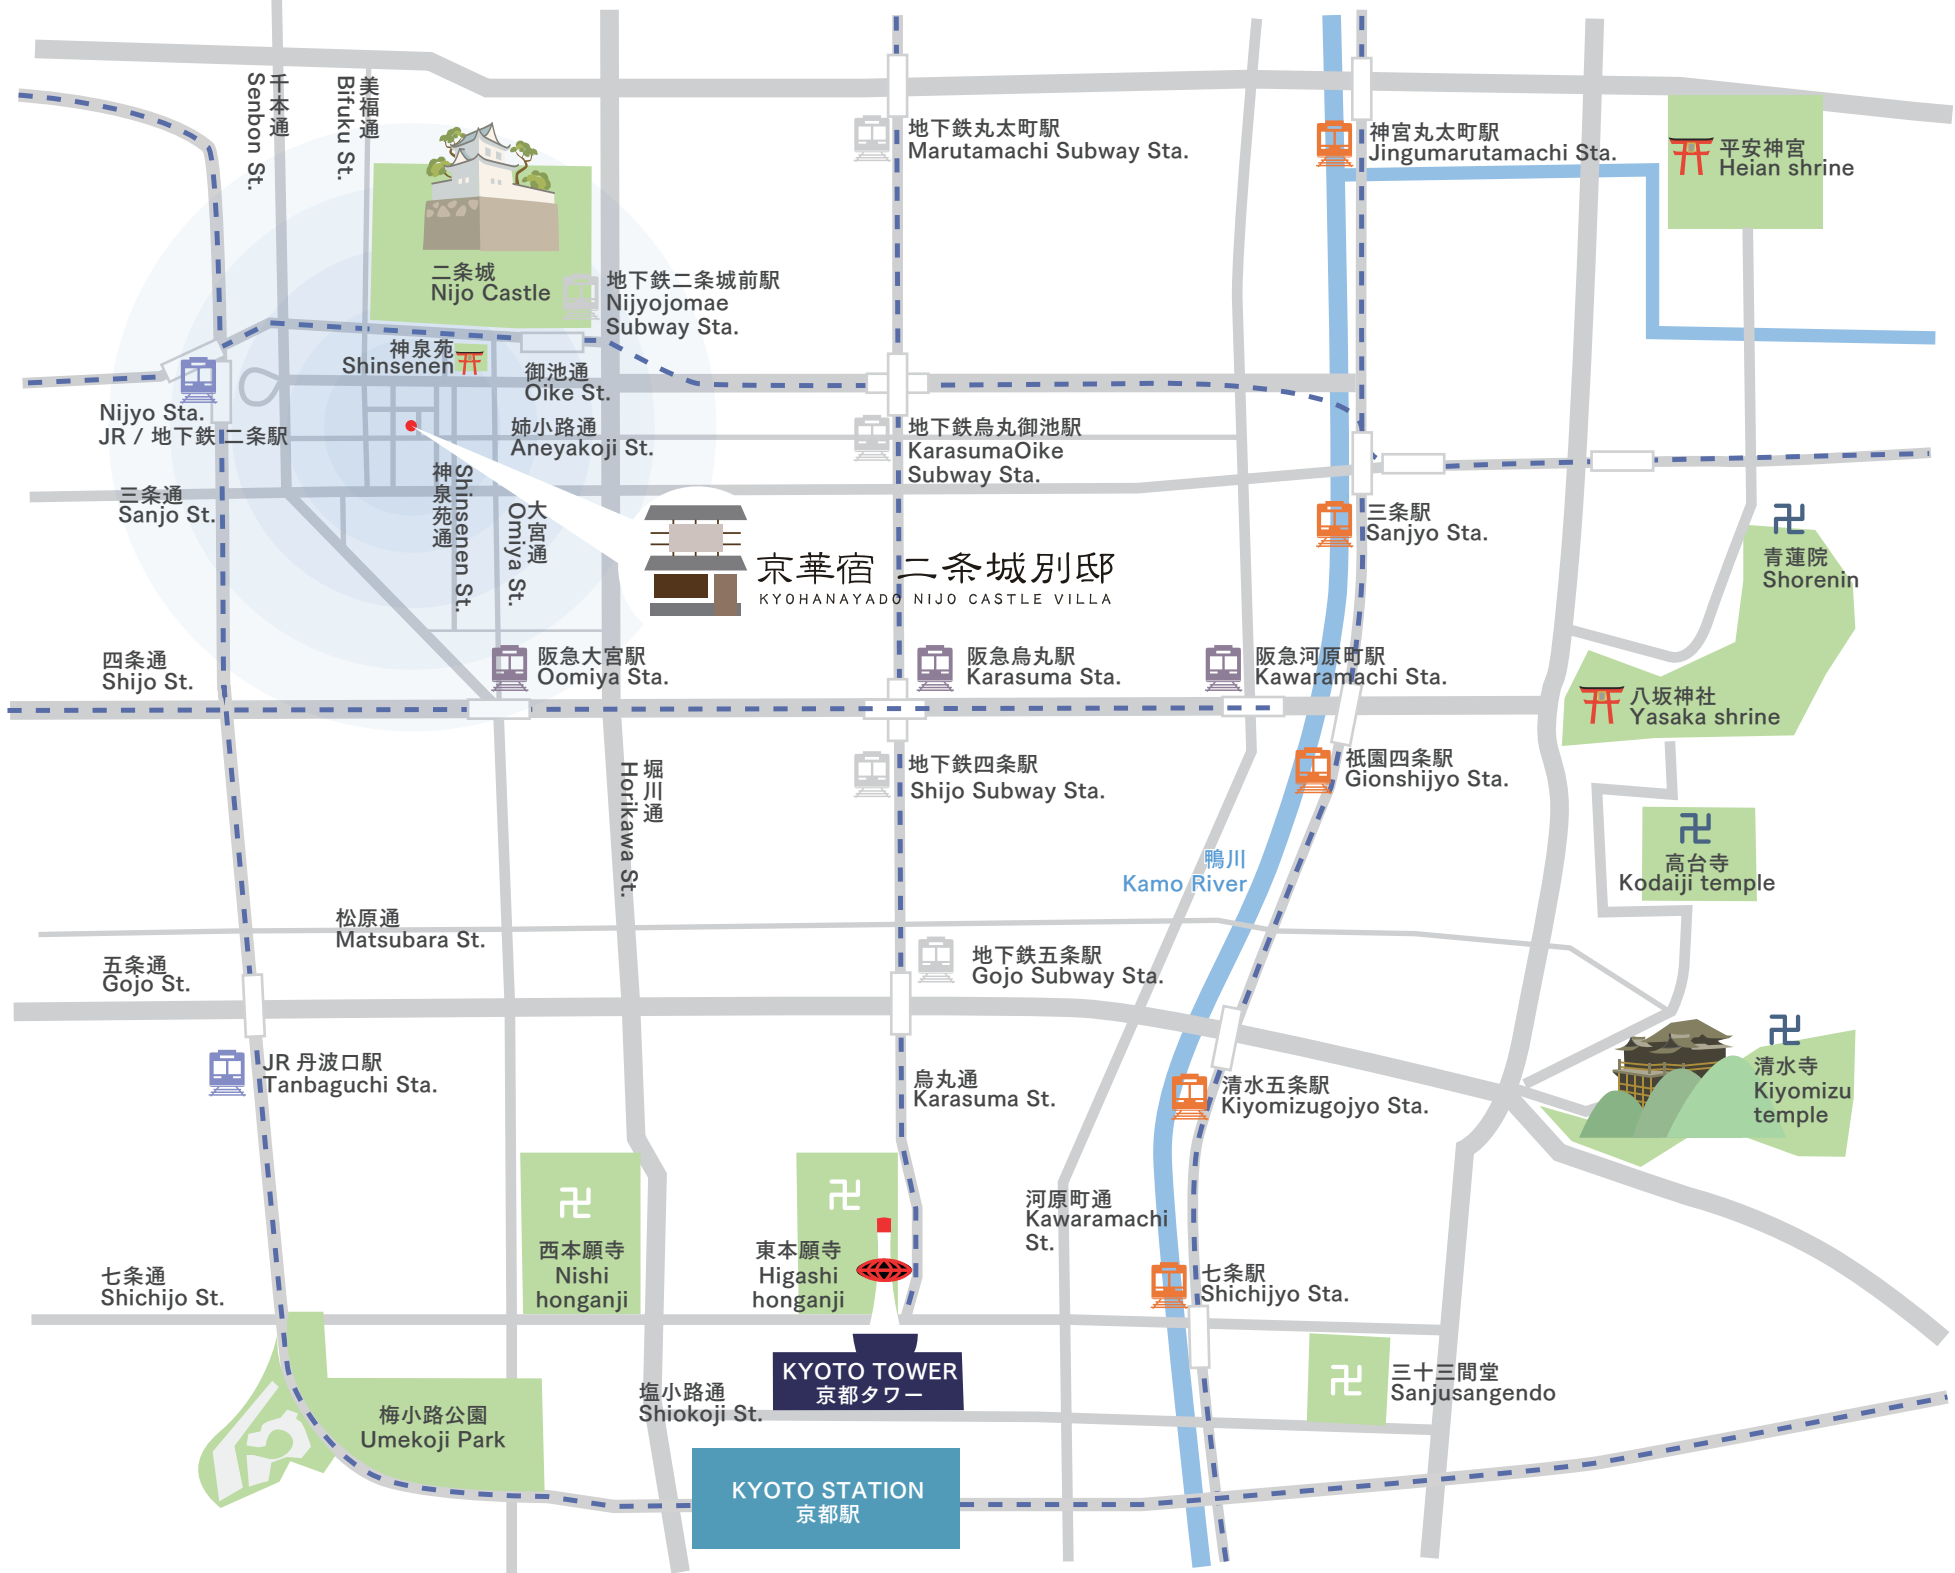 千本通
Senbon St.
美福通
Bifuku St.
地下鉄丸太町駅
Marutamachi Subway Sta.
神宮丸太町駅
Jingumarutamachi Sta.
平安神宮
Heian shrine
二条城
Nijo Castle
地下鉄二条城前駅
Nijyojomae
Subway Sta.
神泉苑
Shinsenen
御池通
Oike St.
Nijyo Sta.
JR / 地下鉄 二条駅
姉小路通
Aneyakoji St.
地下鉄烏丸御池駅
KarasumaOike
Subway Sta.
三条通
Sanjo St.
神泉苑通
Shinsenen St.
大宮通
Omiya St.
三条駅
Sanjyo Sta.
卍
青蓮院
Shorenin
京華宿 二条城別邸
KYOHANAYADO NIJO CASTLE VILLA
四条通
Shijo St.
阪急大宮駅
Oomiya Sta.
阪急烏丸駅
Karasuma Sta.
阪急河原町駅
Kawaramachi Sta.
八坂神社
Yasaka shrine
堀川通
Horikawa St.
地下鉄四条駅
Shijo Subway Sta.
祇園四条駅
Gionshijyo Sta.
卍
高台寺
Kodaiji temple
鴨川
Kamo River
松原通
Matsubara St.
五条通
Gojo St.
地下鉄五条駅
Gojo Subway Sta.
JR 丹波口駅
Tanbaguchi Sta.
烏丸通
Karasuma St.
清水五条駅
Kiyomizugojyo Sta.
卍
清水寺
Kiyomizu
temple
卍
西本願寺
Nishi
honganji
卍
東本願寺
Higashi
honganji
河原町通
Kawaramachi
St.
七条通
Shichijo St.
七条駅
Shichijyo Sta.
KYOTO TOWER
京都タワー
卍
三十三間堂
Sanjusangendo
梅小路公園
Umekoji Park
塩小路通
Shiokoji St.
KYOTO STATION
京都駅